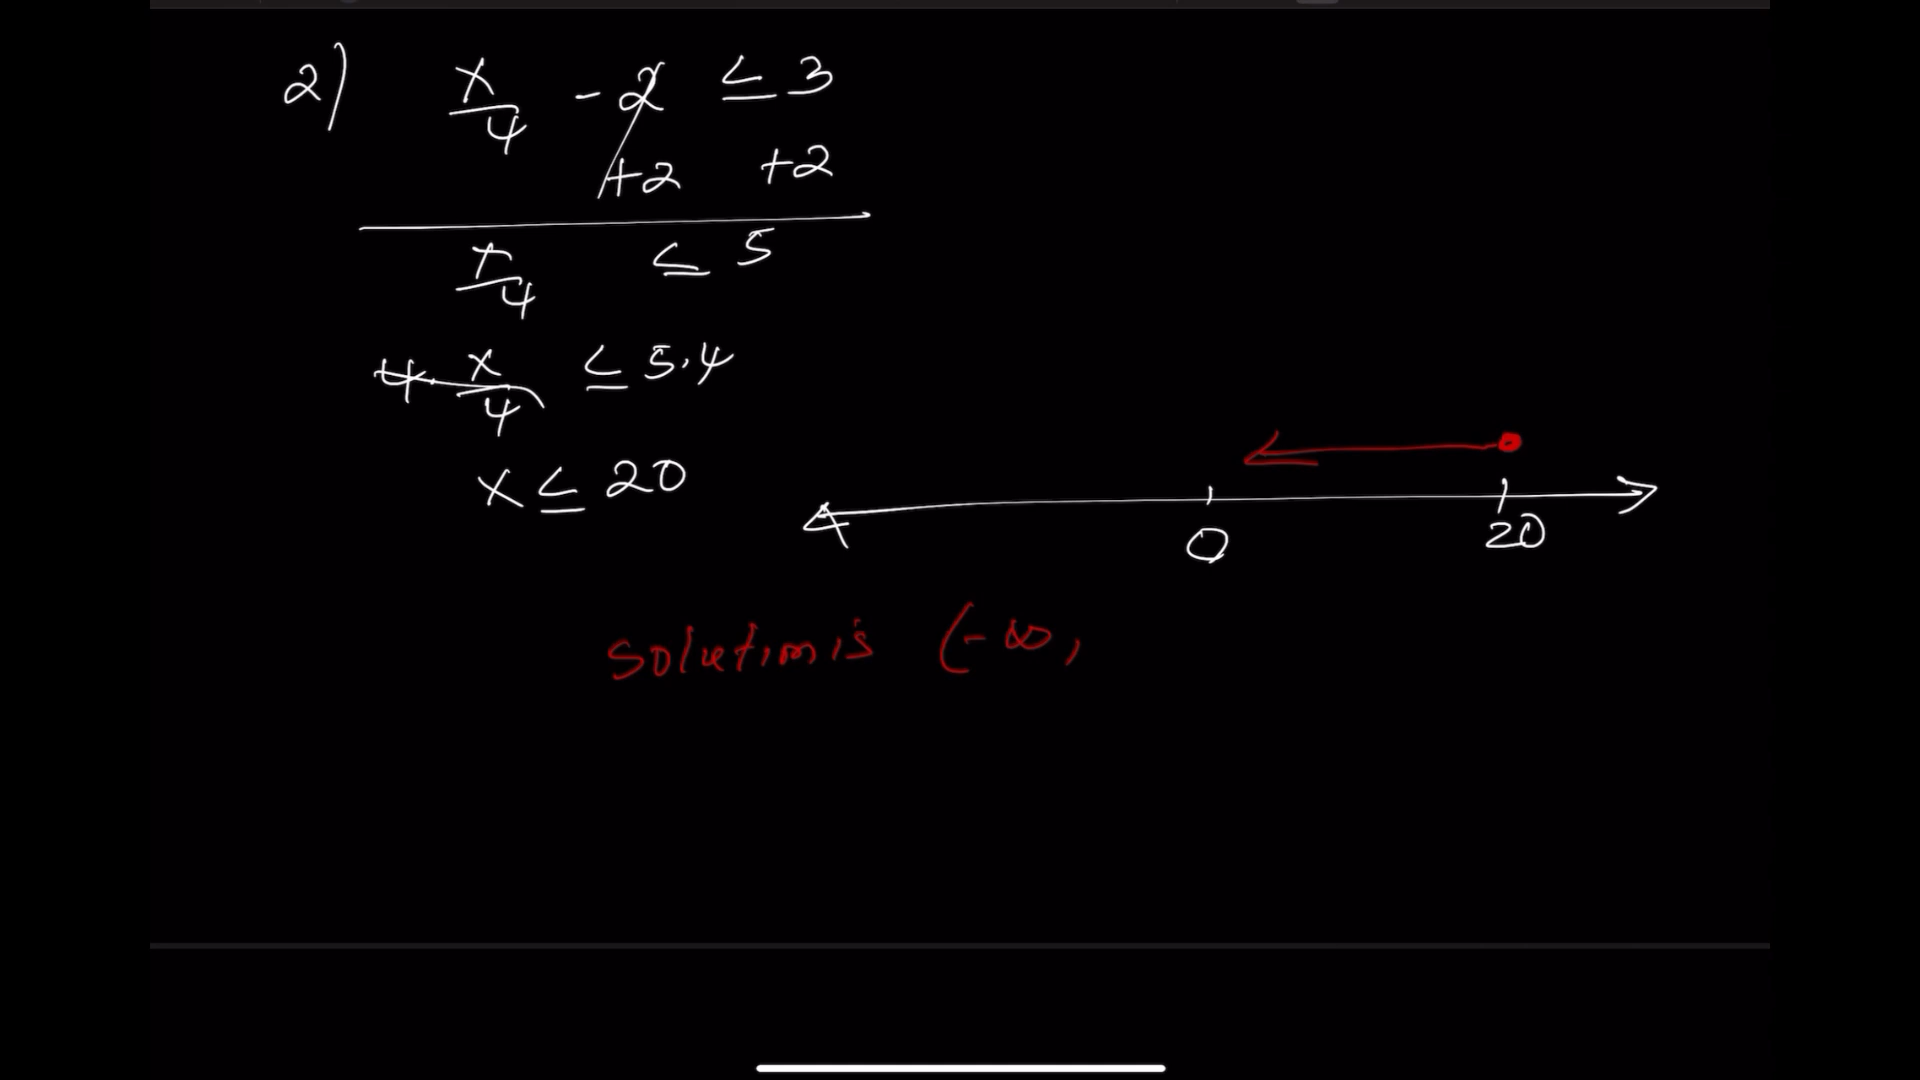 2) x/4 - 2 ≤ 3
+2 +2
x/4 ≤ 5
4. x/4 ≤ 5.4
x ≤ 20
0 20
solution is (-∞,